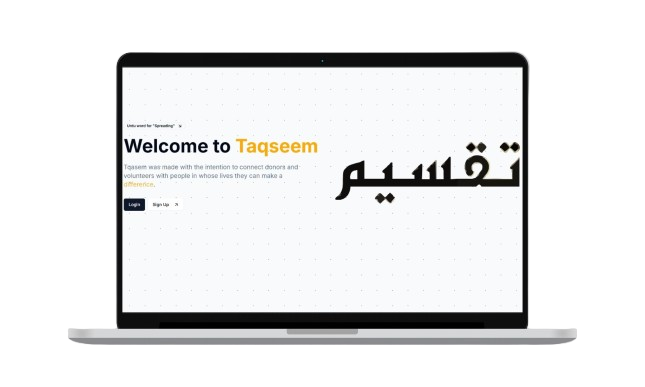 Urdu word for "Spreading"
Welcome to Taqseem
Tqasem was made with the intention to connect donors and
volunteers with people in whose lives they can make a
difference.
Login
Sign Up
تقسیم